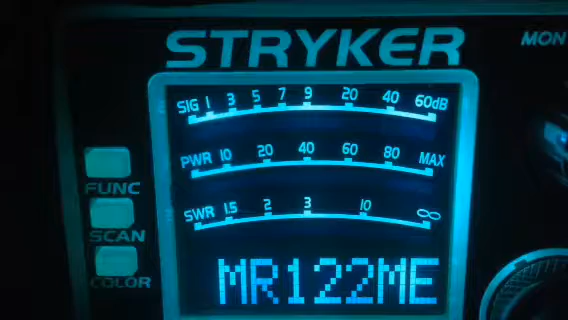 STRYKER
MON
SIG 1 3 5 7 9 20 40 60dB
PWR 10 20 40 60 80 MAX
FUNC
SWR 1.5 2 3 10 ∞
SCAN
MR122ME
COLOR